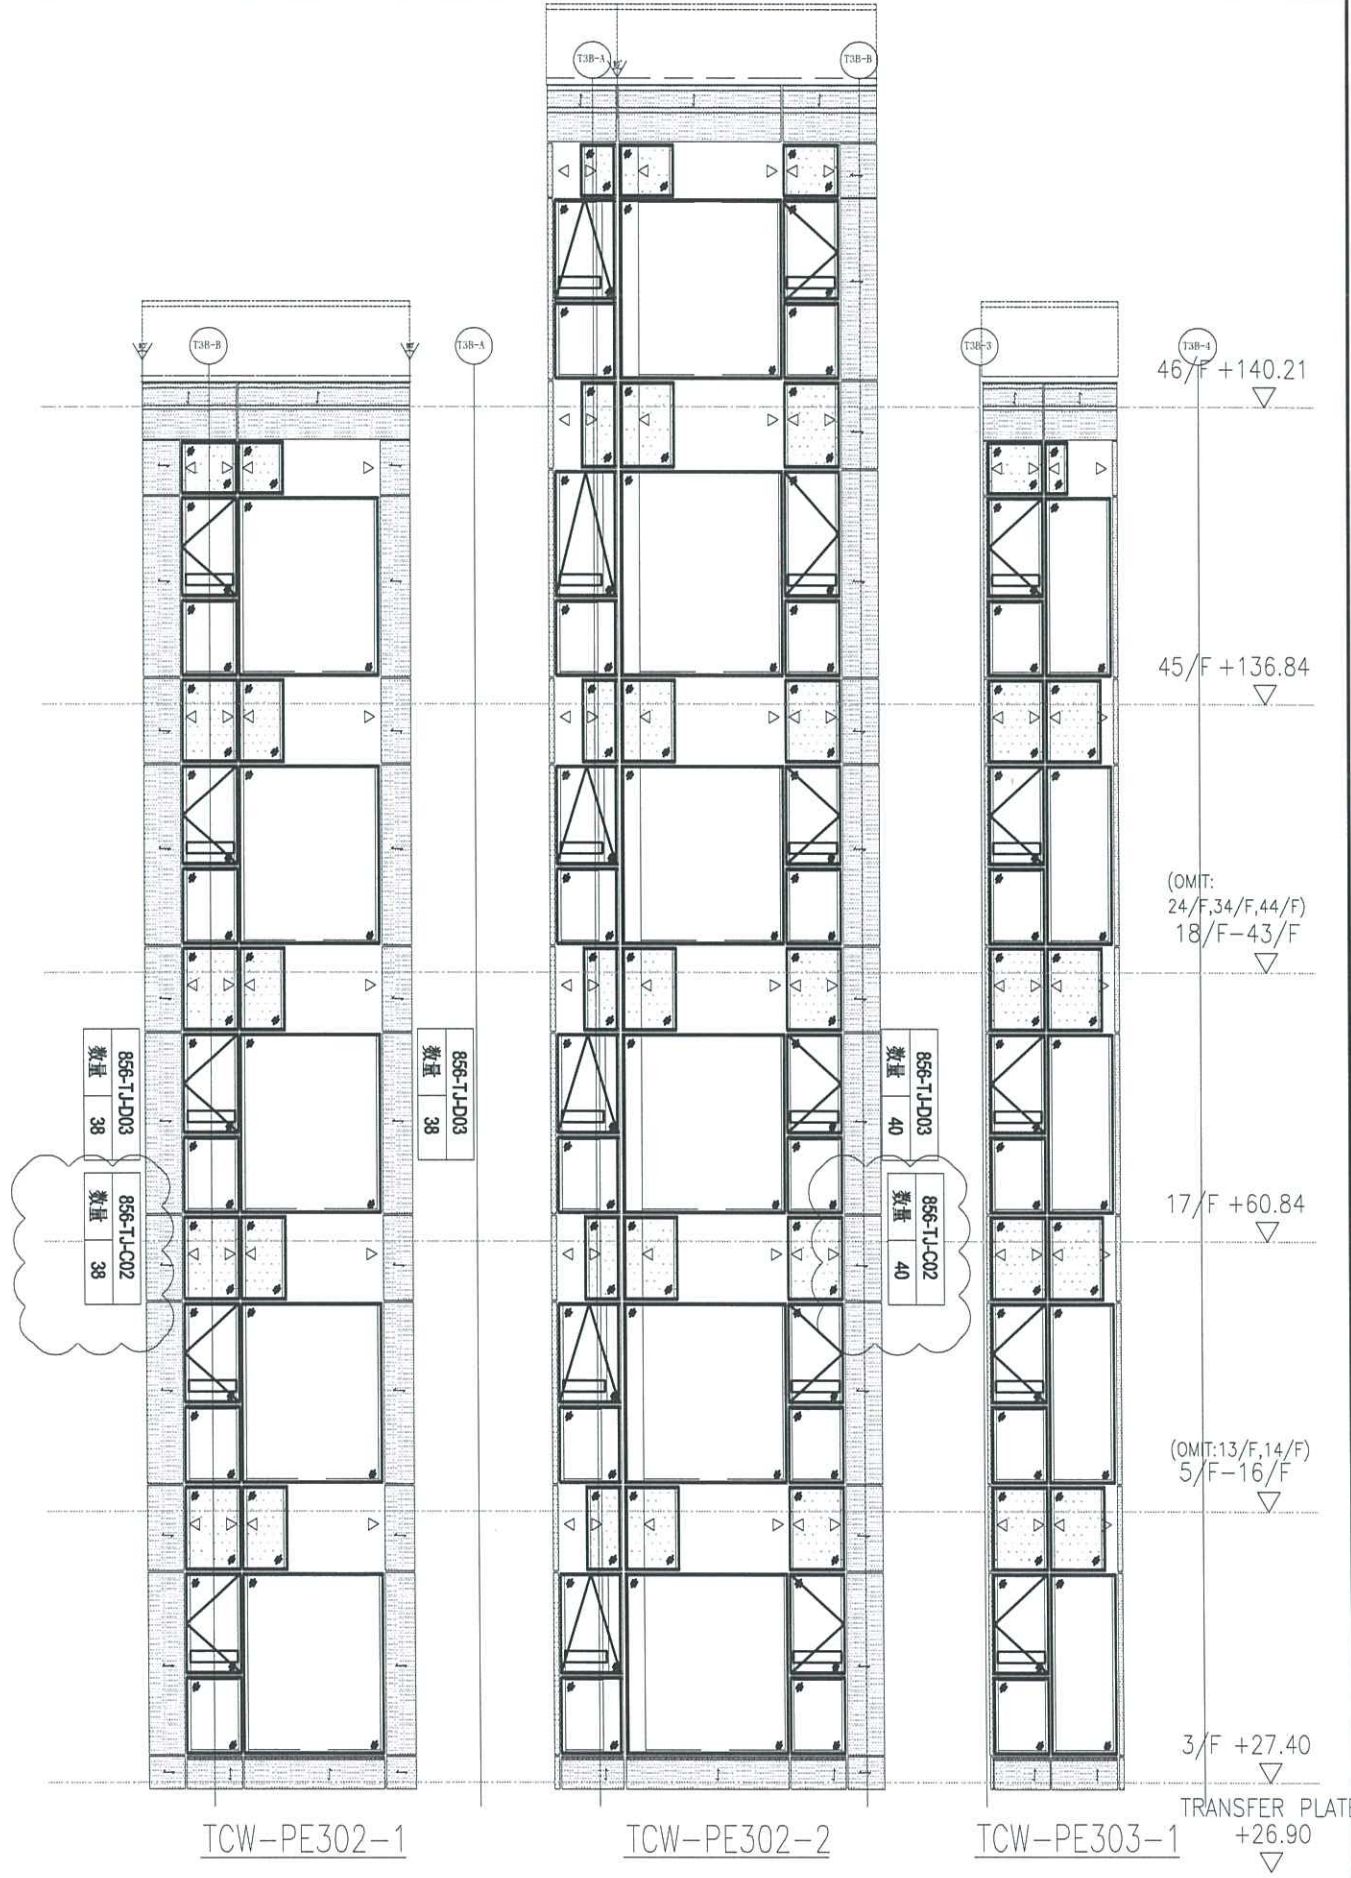 T3B-A
T3B-B
T3B-B
T3B-A
T3B-3
T3B-4
46/F +140.21
45/F +136.84
(OMIT:
24/F,34/F,44/F)
18/F-43/F
856-TJ-D03
数量 38
856-TJ-D03
数量 38
856-TJ-D03
数量 40
856-TJ-C02
数量 38
856-TJ-C02
数量 40
17/F +60.84
(OMIT:13/F,14/F)
5/F-16/F
3/F +27.40
TRANSFER PLATE
+26.90
TCW-PE302-1
TCW-PE302-2
TCW-PE303-1